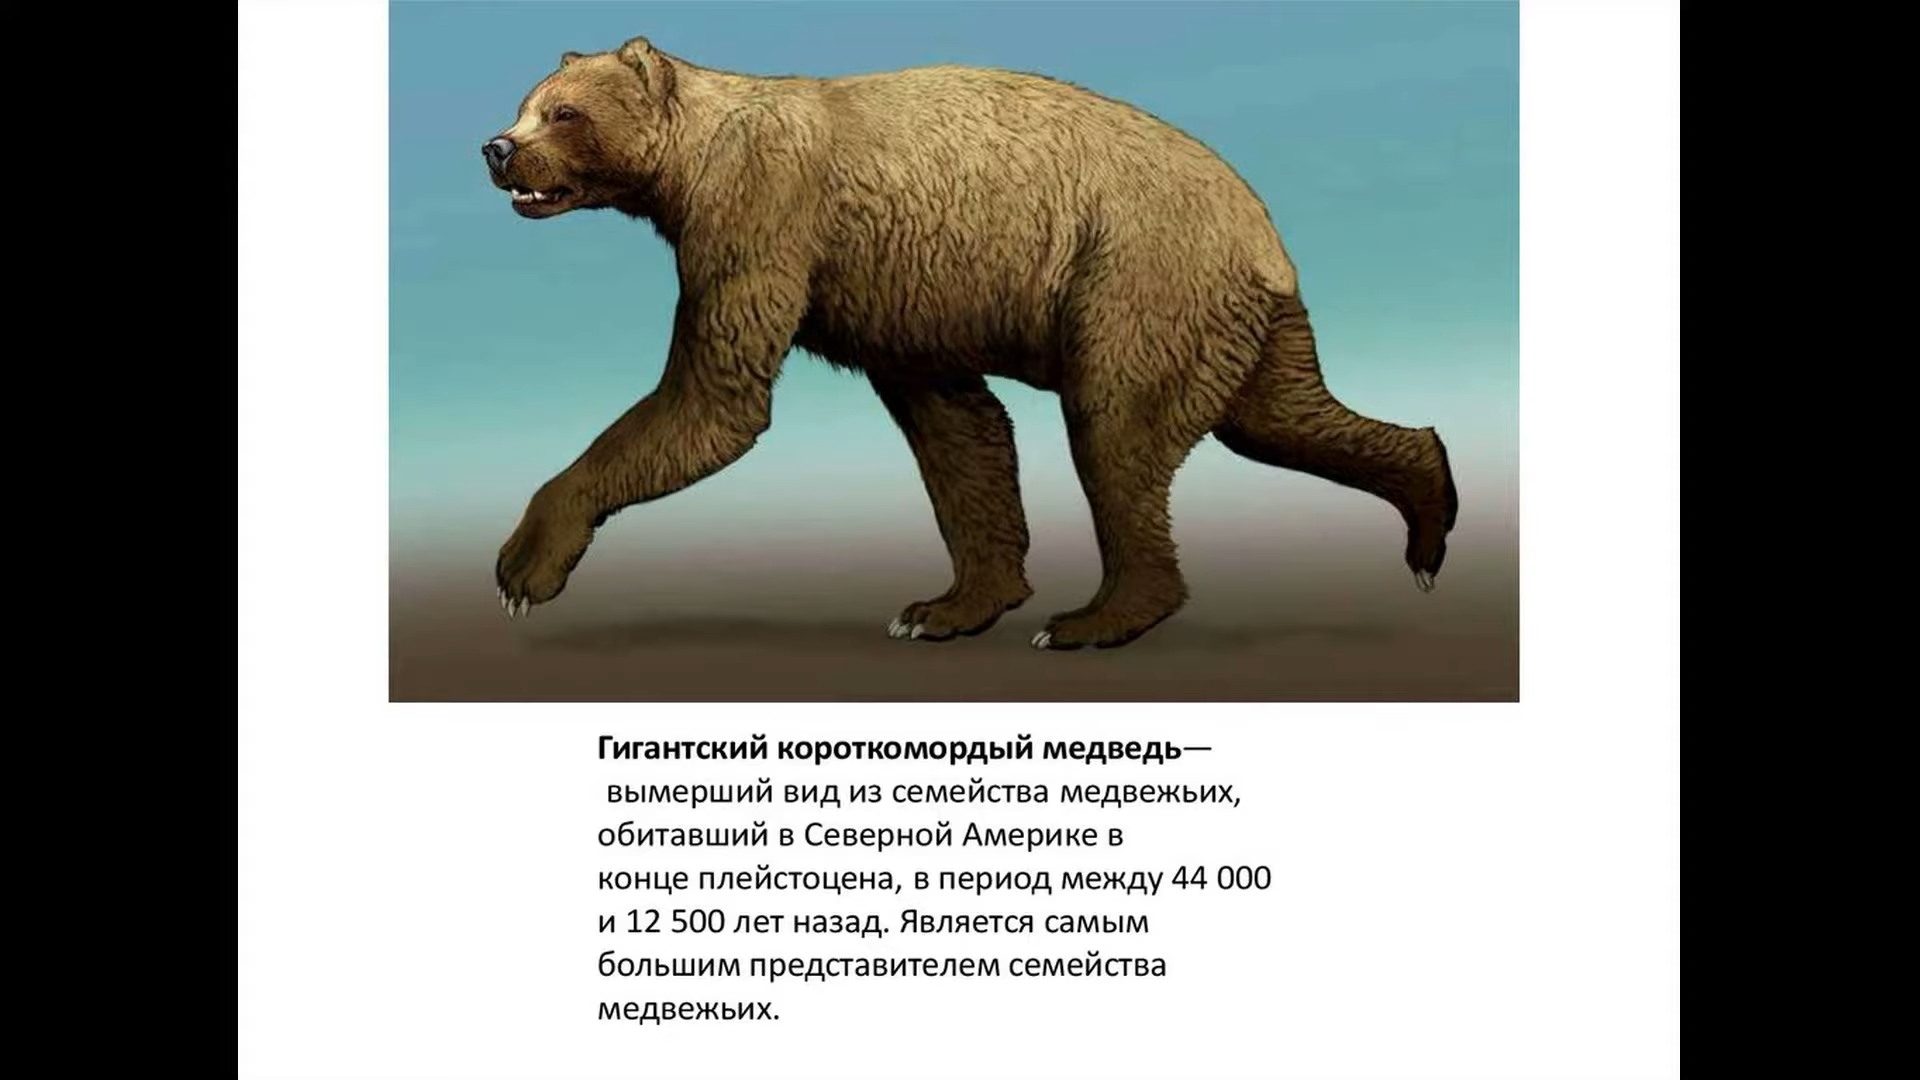 Гигантский короткомордый медведь—
вымерший вид из семейства медвежьих,
обитавший в Северной Америке в
конце плейстоцена, в период между 44 000
и 12 500 лет назад. Является самым
большим представителем семейства
медвежьих.